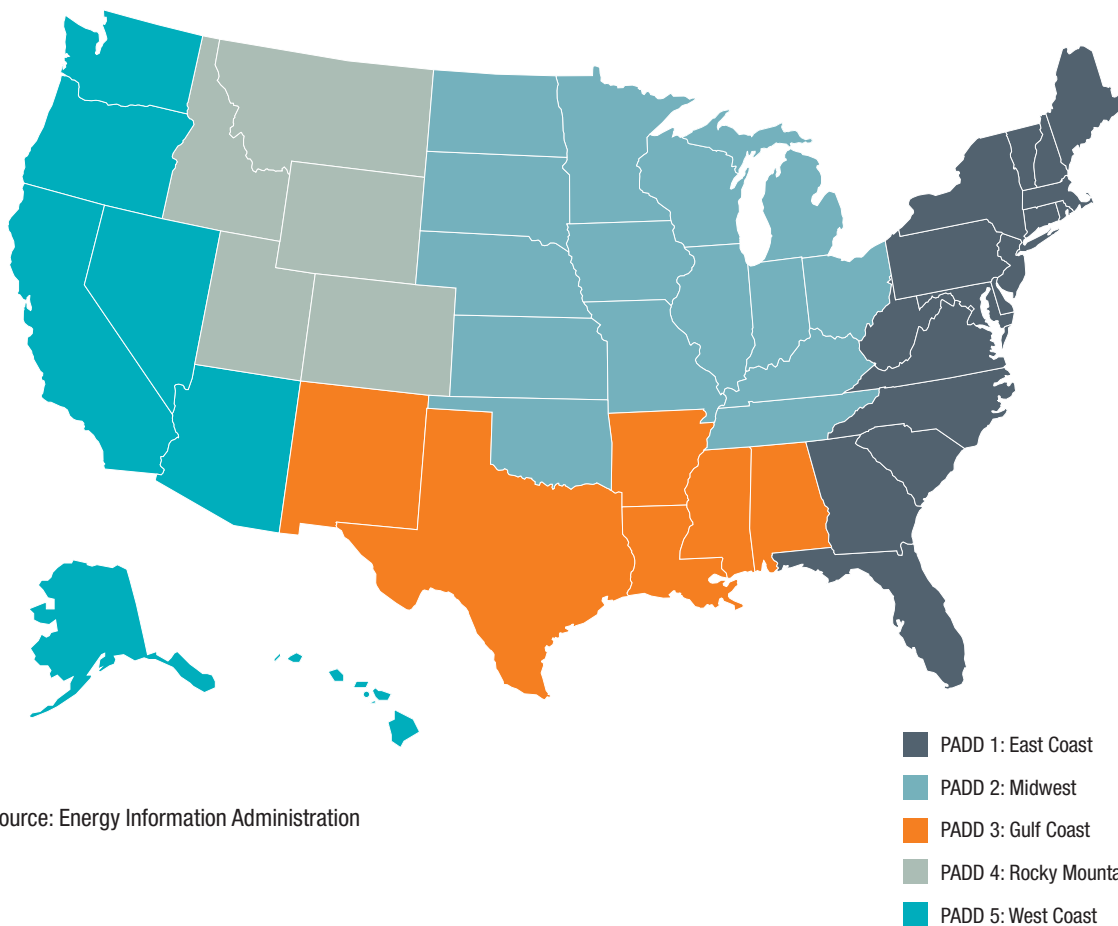 PADD 1: East Coast
PADD 2: Midwest
ource: Energy Information Administration
PADD 3: Gulf Coast
PADD 4: Rocky Mounta
PADD 5: West Coast